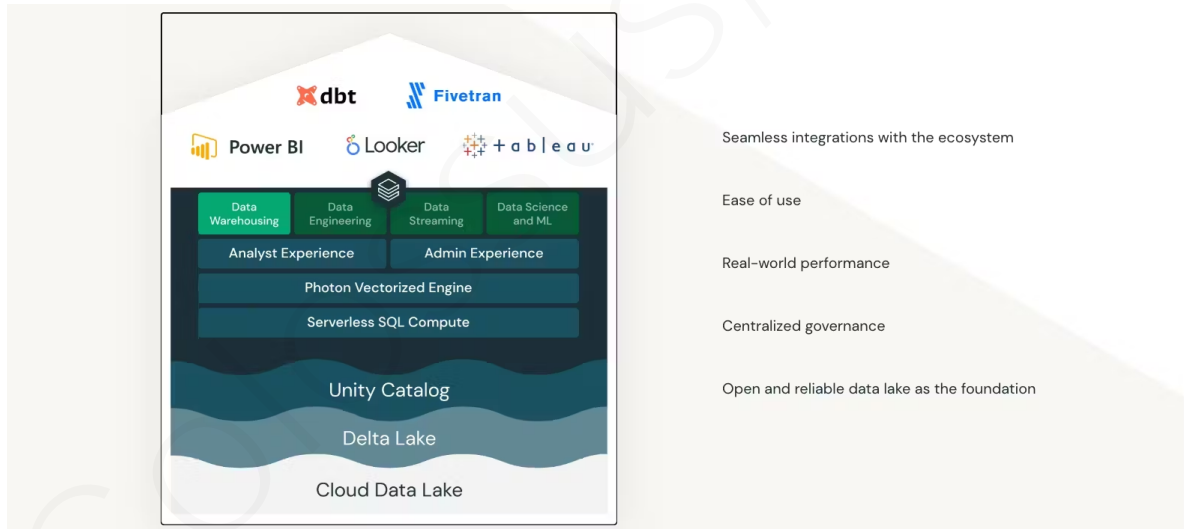 dbt
Fivetran
Power BI
Looker
+ableau
Data Warehousing
Data Engineering
Data Streaming
Data Science and ML
Analyst Experience
Admin Experience
Photon Vectorized Engine
Serverless SQL Compute
Unity Catalog
Delta Lake
Cloud Data Lake
Seamless integrations with the ecosystem
Ease of use
Real-world performance
Centralized governance
Open and reliable data lake as the foundation